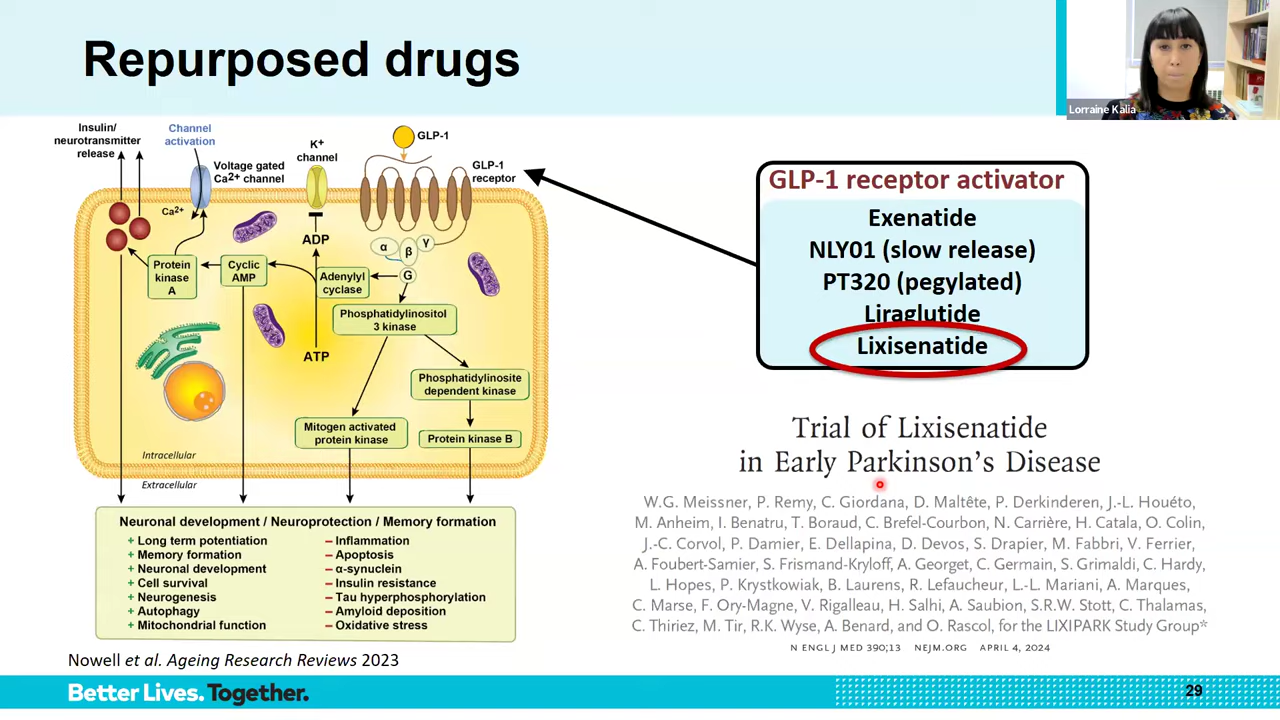 Repurposed drugs
Lorraine Kalia
Insulin/
neurotransmitter
release
Channel
activation
Voltage gated
Ca2+ channel
Ca2+
K+
channel
GLP-1
GLP-1
receptor
α
β
γ
G
ADP
Protein
kinase
A
Cyclic
AMP
Adenylyl
cyclase
Phosphatidylinositol
3 kinase
ATP
Phosphatidylinosite
dependent kinase
Mitogen activated
protein kinase
Protein kinase B
Intracellular
Extracellular
Neuronal development / Neuroprotection / Memory formation
+ Long term potentiation
+ Memory formation
+ Neuronal development
+ Cell survival
+ Neurogenesis
+ Autophagy
+ Mitochondrial function
– Inflammation
– Apoptosis
– α-synuclein
– Insulin resistance
– Tau hyperphosphorylation
– Amyloid deposition
– Oxidative stress
Nowell et al. Ageing Research Reviews 2023
GLP-1 receptor activator
Exenatide
NLY01 (slow release)
PT320 (pegylated)
Liraglutide
Lixisenatide
Trial of Lixisenatide
in Early Parkinson's Disease
W.G. Meissner, P. Remy, C. Giordana, D. Maltête, P. Derkinderen, J.-L. Houéto,
M. Anheim, I. Benatru, T. Boraud, C. Brefel-Courbon, N. Carrière, H. Catala, O. Colin,
J.-C. Corvol, P. Damier, E. Dellapina, D. Devos, S. Drapier, M. Fabbri, V. Ferrier,
A. Foubert-Samier, S. Frismand-Kryloff, A. Georget, C. Germain, S. Grimaldi, C. Hardy,
L. Hopes, P. Krystkowiak, B. Laurens, R. Lefaucheur, L.-L. Mariani, A. Marques,
C. Marse, F. Ory-Magne, V. Rigalleau, H. Salhi, A. Saubion, S.R.W. Stott, C. Thalamas,
C. Thiriez, M. Tir, R.K. Wyse, A. Benard, and O. Rascol, for the LIXIPARK Study Group*
N ENGL J MED 390;13 NEJM.ORG APRIL 4, 2024
Better Lives. Together.
29